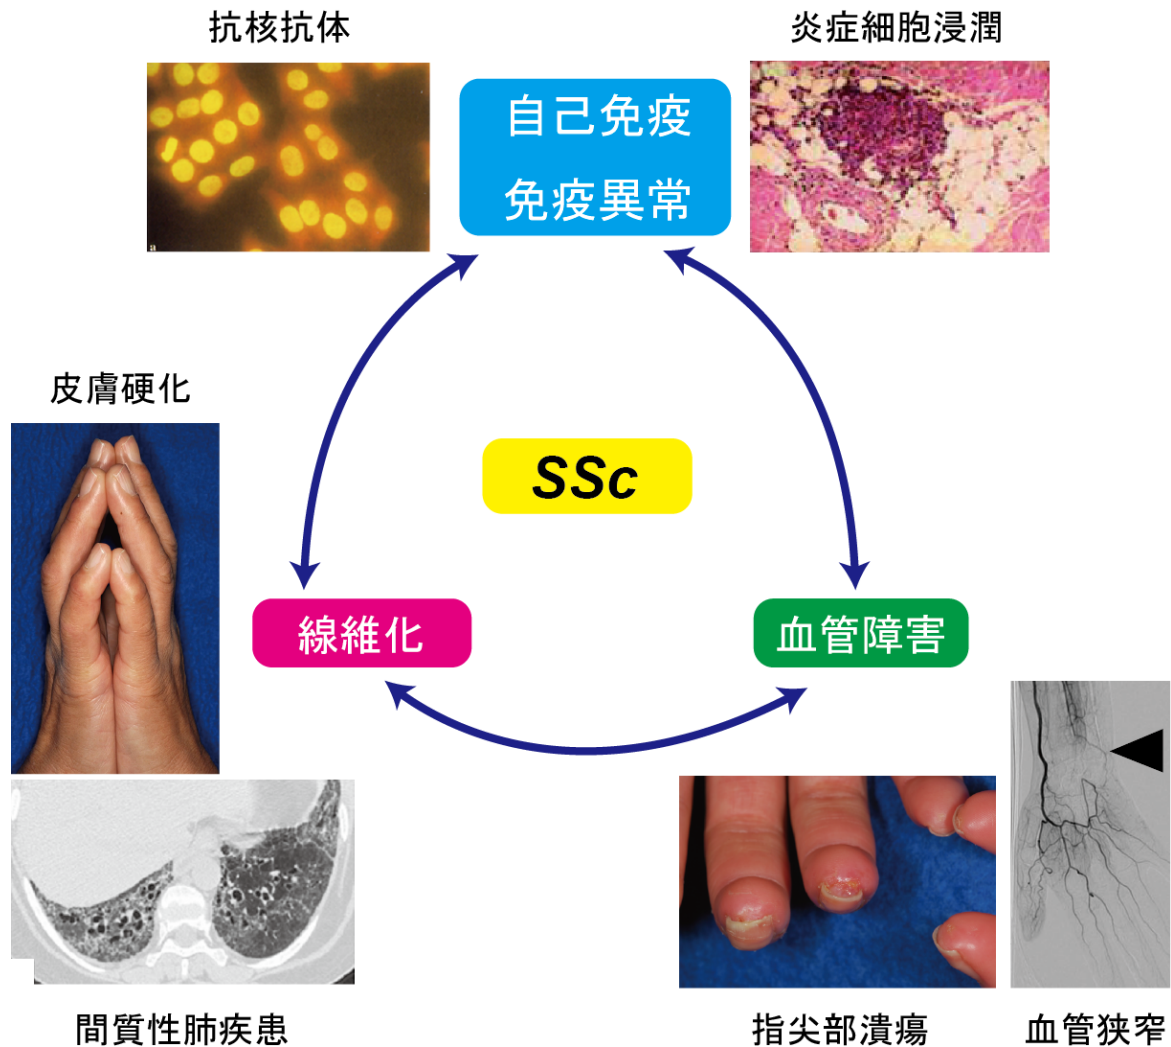 抗核抗体
炎症細胞浸潤
自己免疫
免疫異常
皮膚硬化
SSc
線維化
血管障害
間質性肺疾患
指尖部潰瘍
血管狭窄